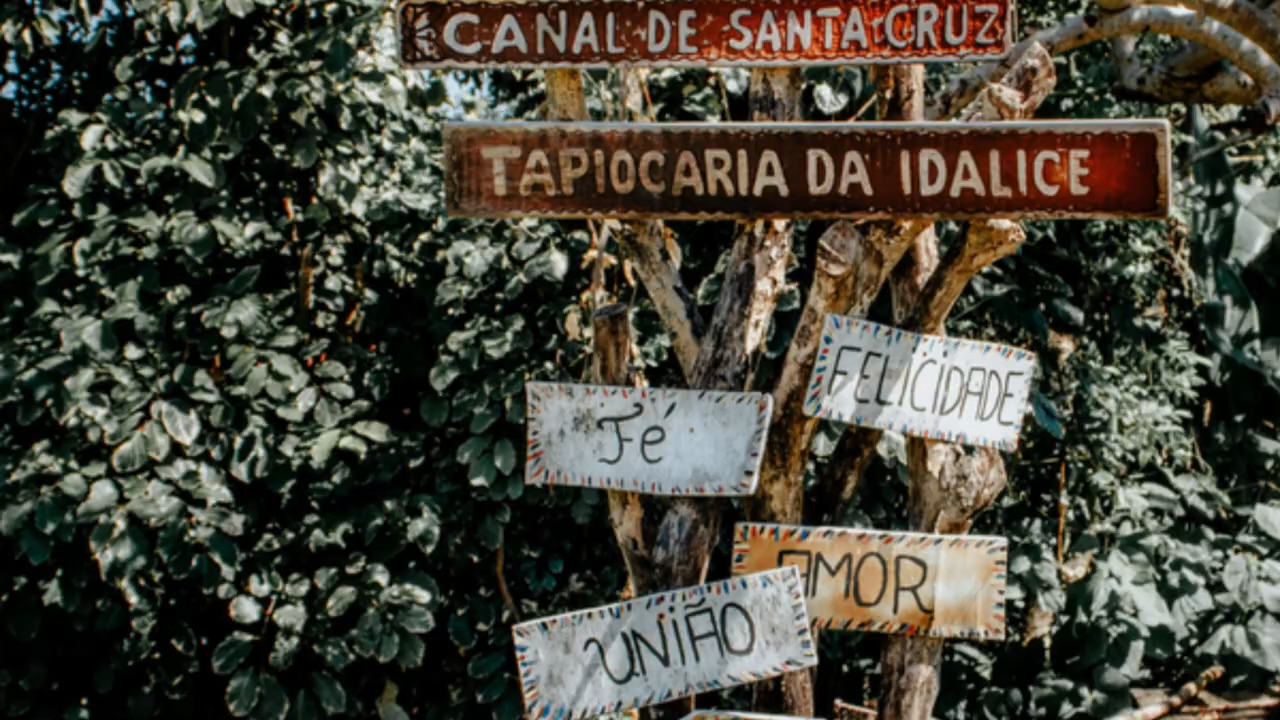 CANAL DE SANTA CRUZ
TAPIOCARIA DA IDALICE
FELICIDADE
Fé
AMOR
UNIÃO